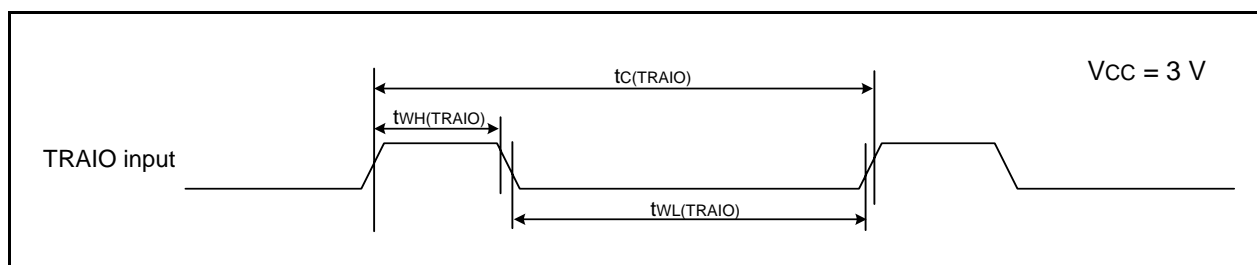 tC(TRAIO)
VCC = 3 V
tWH(TRAIO)
TRAIO input
tWL(TRAIO)